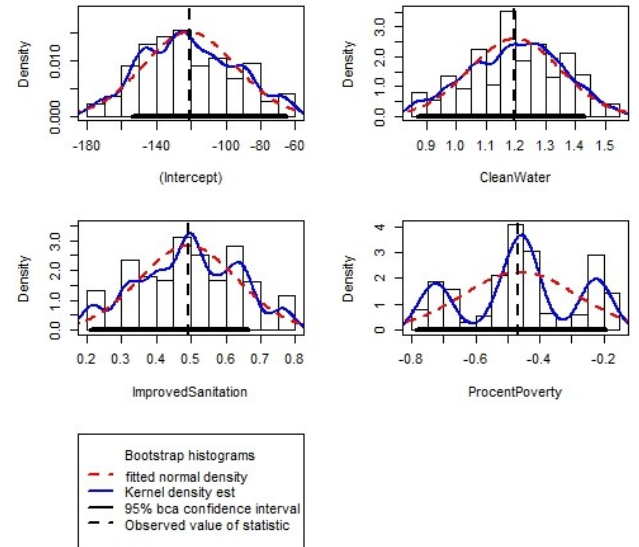 Density
0.000
0.010
-180
-140
-100
-80
-60
(Intercept)
Density
0.0
1.0
2.0
3.0
0.9
1.0
1.1
1.2
1.3
1.4
1.5
CleanWater
Density
0.0
1.0
2.0
3.0
0.2
0.3
0.4
0.5
0.6
0.7
0.8
ImprovedSanitation
Density
0
1
2
3
4
-0.8
-0.6
-0.4
-0.2
ProcentPoverty
Bootstrap histograms
fitted normal density
Kernel density est
95% bca confidence interval
Observed value of statistic